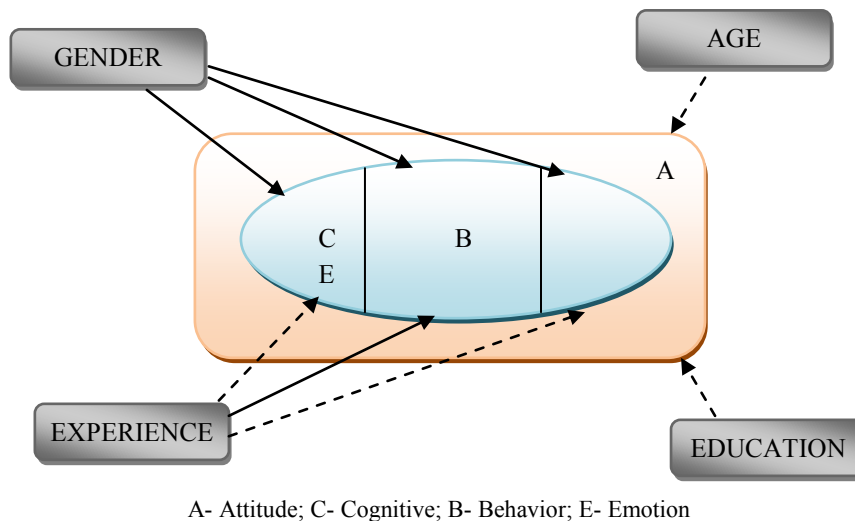 GENDER
AGE
A
C
B
E
EXPERIENCE
EDUCATION
A- Attitude; C- Cognitive; B- Behavior; E- Emotion